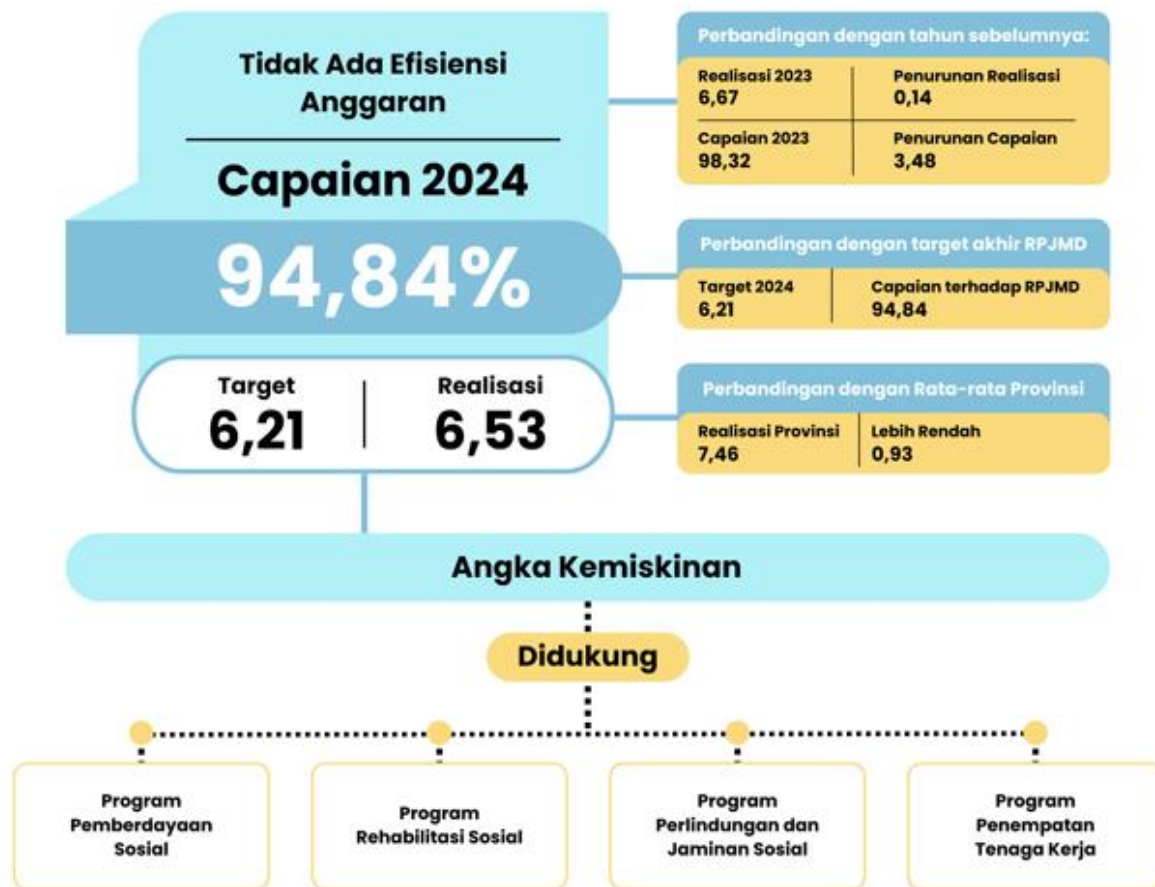 Tidak Ada Efisiensi
Anggaran
Capaian 2024
94,84%
Target
6,21
Realisasi
6,53
Perbandingan dengan tahun sebelumnya:
Realisasi 2023
6,67
Penurunan Realisasi
0,14
Capaian 2023
98,32
Penurunan Capaian
3,48
Perbandingan dengan target akhir RPJMD
Target 2024
6,21
Capaian terhadap RPJMD
94,84
Perbandingan dengan Rata-rata Provinsi
Realisasi Provinsi
7,46
Lebih Rendah
0,93
Angka Kemiskinan
Didukung
Program
Pemberdayaan
Sosial
Program
Rehabilitasi Sosial
Program
Perlindungan dan
Jaminan Sosial
Program
Penempatan
Tenaga Kerja